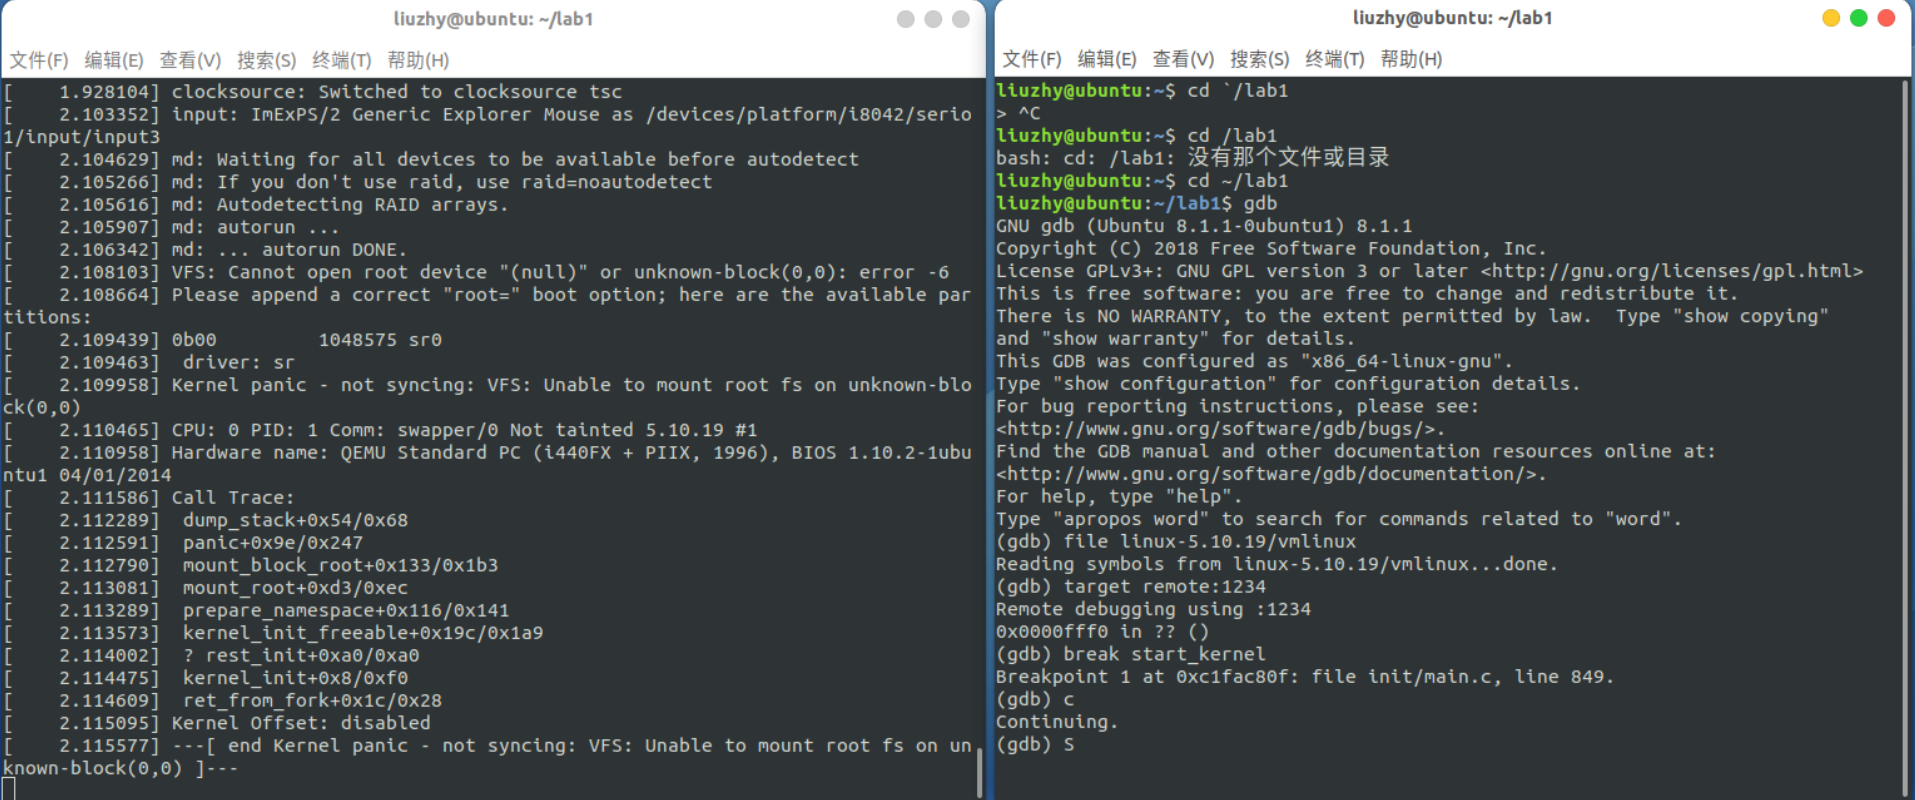 liuzhy@ubuntu: ~/lab1
文件(F) 编辑(E) 查看(V) 搜索(S) 终端(T) 帮助(H)
[    1.928104] clocksource: Switched to clocksource tsc
[    2.103352] input: ImExPS/2 Generic Explorer Mouse as /devices/platform/i8042/serio
1/input/input3
[    2.104629] md: Waiting for all devices to be available before autodetect
[    2.105266] md: If you don't use raid, use raid=noautodetect
[    2.105616] md: Autodetecting RAID arrays.
[    2.105907] md: autorun ...
[    2.106342] md: ... autorun DONE.
[    2.108103] VFS: Cannot open root device "(null)" or unknown-block(0,0): error -6
[    2.108664] Please append a correct "root=" boot option; here are the available par
titions:
[    2.109439] 0b00         1048575 sr0
[    2.109463]  driver: sr
[    2.109958] Kernel panic - not syncing: VFS: Unable to mount root fs on unknown-blo
ck(0,0)
[    2.110465] CPU: 0 PID: 1 Comm: swapper/0 Not tainted 5.10.19 #1
[    2.110958] Hardware name: QEMU Standard PC (i440FX + PIIX, 1996), BIOS 1.10.2-1ubu
ntu1 04/01/2014
[    2.111586] Call Trace:
[    2.112289]  dump_stack+0x54/0x68
[    2.112591]  panic+0x9e/0x247
[    2.112790]  mount_block_root+0x133/0x1b3
[    2.113081]  mount_root+0xd3/0xec
[    2.113289]  prepare_namespace+0x116/0x141
[    2.113573]  kernel_init_freeable+0x19c/0x1a9
[    2.114002]  ? rest_init+0xa0/0xa0
[    2.114475]  kernel_init+0x8/0xf0
[    2.114609]  ret_from_fork+0x1c/0x28
[    2.115095] Kernel Offset: disabled
[    2.115577] ---[ end Kernel panic - not syncing: VFS: Unable to mount root fs on un
known-block(0,0) ]---
liuzhy@ubuntu: ~/lab1
文件(F) 编辑(E) 查看(V) 搜索(S) 终端(T) 帮助(H)
liuzhy@ubuntu:~$ cd `/lab1
> ^C
liuzhy@ubuntu:~$ cd /lab1
bash: cd: /lab1: 没有那个文件或目录
liuzhy@ubuntu:~$ cd ~/lab1
liuzhy@ubuntu:~/lab1$ gdb
GNU gdb (Ubuntu 8.1.1-0ubuntu1) 8.1.1
Copyright (C) 2018 Free Software Foundation, Inc.
License GPLv3+: GNU GPL version 3 or later <http://gnu.org/licenses/gpl.html>
This is free software: you are free to change and redistribute it.
There is NO WARRANTY, to the extent permitted by law.  Type "show copying"
and "show warranty" for details.
This GDB was configured as "x86_64-linux-gnu".
Type "show configuration" for configuration details.
For bug reporting instructions, please see:
<http://www.gnu.org/software/gdb/bugs/>.
Find the GDB manual and other documentation resources online at:
<http://www.gnu.org/software/gdb/documentation/>.
For help, type "help".
Type "apropos word" to search for commands related to "word".
(gdb) file linux-5.10.19/vmlinux
Reading symbols from linux-5.10.19/vmlinux...done.
(gdb) target remote:1234
Remote debugging using :1234
0x0000fff0 in ?? ()
(gdb) break start_kernel
Breakpoint 1 at 0xc1fac80f: file init/main.c, line 849.
(gdb) c
Continuing.
(gdb) S